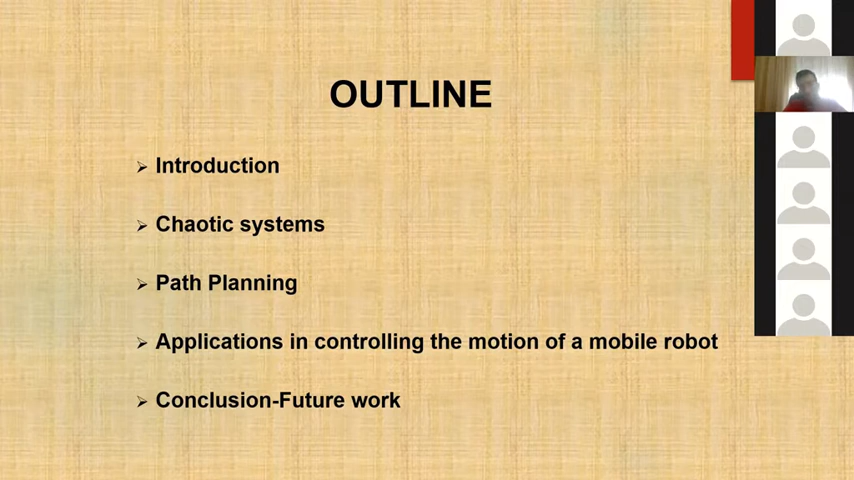 OUTLINE
Introduction
Chaotic systems
Path Planning
Applications in controlling the motion of a mobile robot
Conclusion-Future work